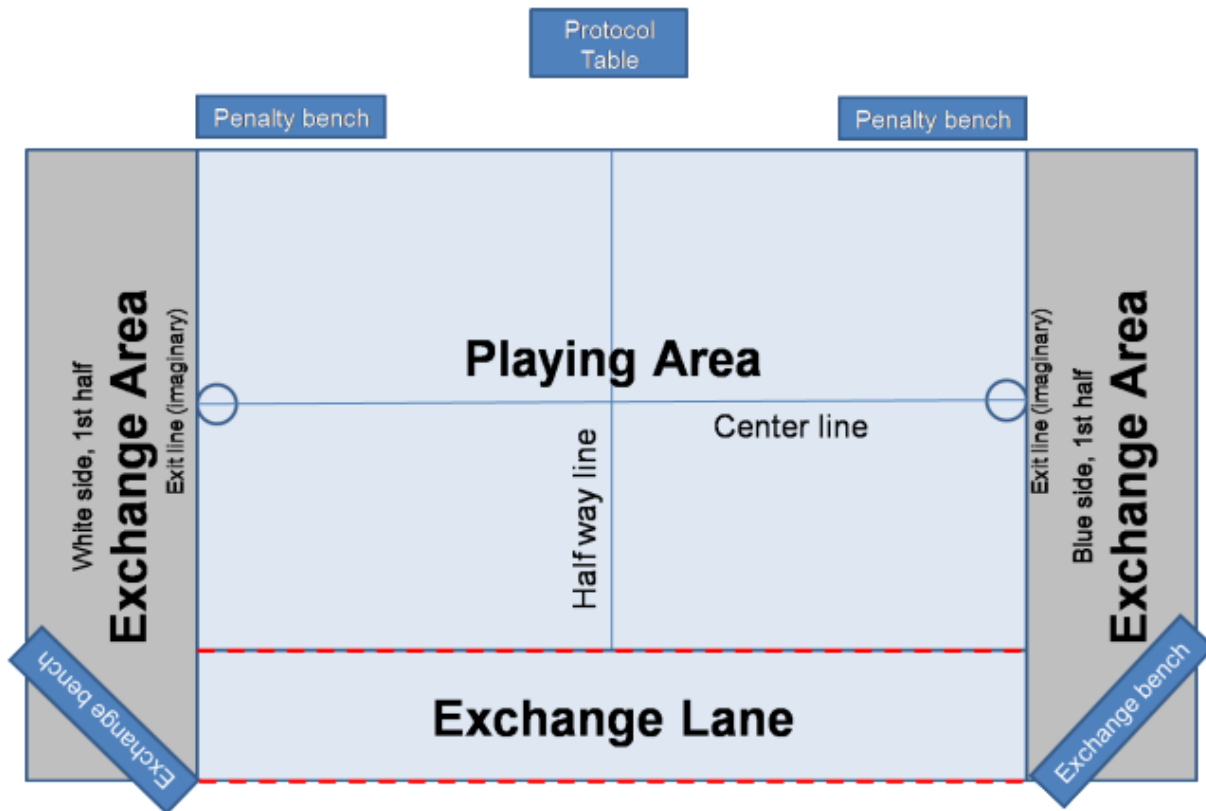 Protocol
Table
Penalty bench
Penalty bench
White side, 1st half
Exchange Area
Exit line (imaginary)
Playing Area
Center line
Half way line
Exit line (imaginary)
Blue side, 1st half
Exchange Area
Exchange bench
Exchange Lane
Exchange bench